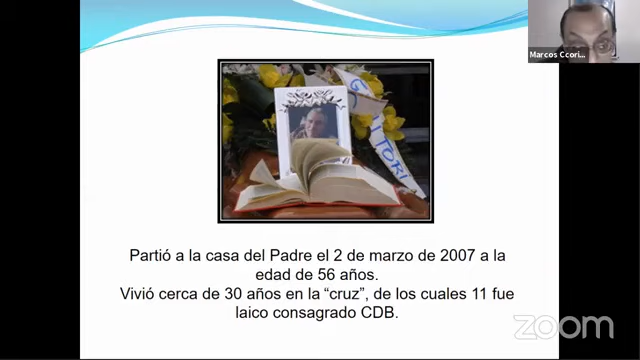 Marcos Ccori...
GENITORI
Partió a la casa del Padre el 2 de marzo de 2007 a la
edad de 56 años.
Vivió cerca de 30 años en la “cruz”, de los cuales 11 fue
laico consagrado CDB.
zoom